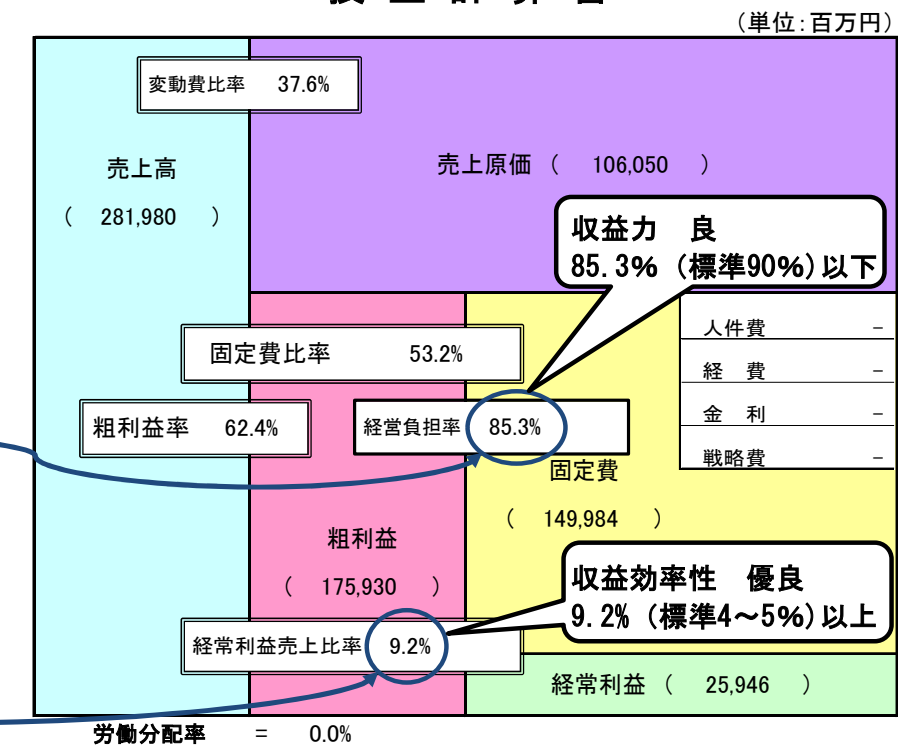 （単位：百万円）
変動費比率　37.6%
売上高
（　281,980　）
売上原価（　106,050　）
収益力　良
85.3%（標準90%）以下
人件費　－
経　費　－
金　利　－
戦略費　－
固定費比率　53.2%
粗利益率　62.4%
経営負担率　85.3%
固定費
（　149,984　）
粗利益
（　175,930　）
収益効率性　優良
9.2%（標準4～5%）以上
経常利益売上比率　9.2%
経常利益（　25,946　）
労働分配率　=　0.0%